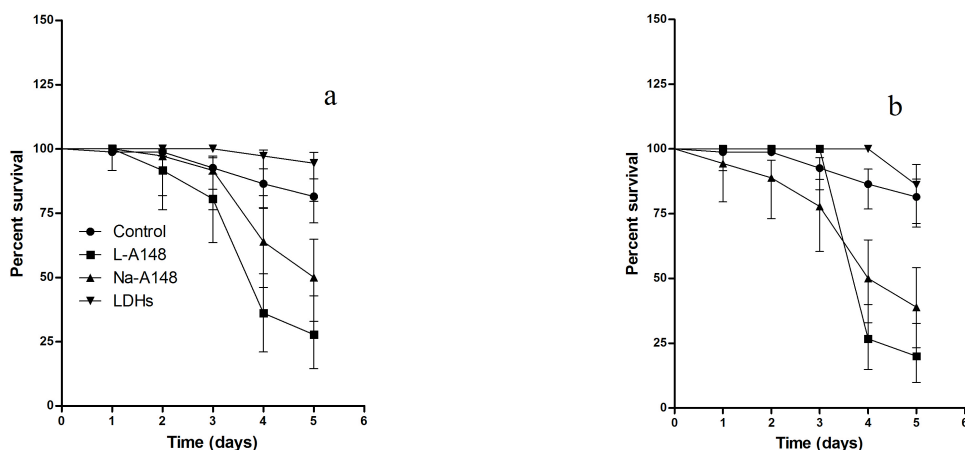 150
125
100
75
50
25
0
Percent survival
a
Control
L-A148
Na-A148
LDHs
0 1 2 3 4 5 6
Time (days)
150
125
100
75
50
25
0
Percent survival
b
0 1 2 3 4 5 6
Time (days)